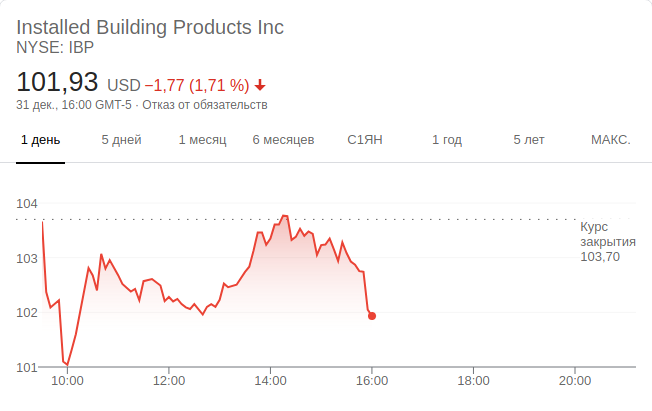 Installed Building Products Inc
NYSE: IBP
101,93 USD −1,77 (1,71 %)
31 дек., 16:00 GMT-5 · Отказ от обязательств
1 день 5 дней 1 месяц 6 месяцев С1ЯН 1 год 5 лет МАКС.
104
Курс
закрытия
103,70
103
102
101
10:00 12:00 14:00 16:00 18:00 20:00